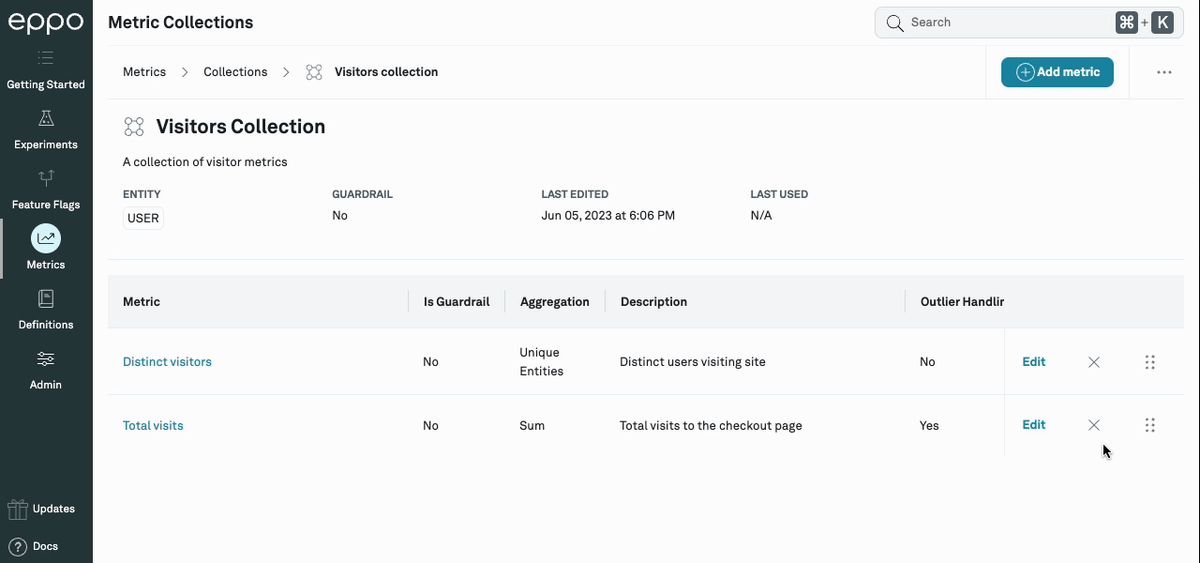 eppo
Metric Collections
Search
⌘ + K
Getting Started
Experiments
Feature Flags
Metrics
Definitions
Admin
Updates
Docs
Metrics > Collections > Visitors collection
Add metric
Visitors Collection
A collection of visitor metrics
ENTITY GUARDRAIL LAST EDITED LAST USED
USER No Jun 05, 2023 at 6:06 PM N/A
Metric Is Guardrail Aggregation Description Outlier Handlir
Distinct visitors No Unique Entities Distinct users visiting site No Edit
Total visits No Sum Total visits to the checkout page Yes Edit